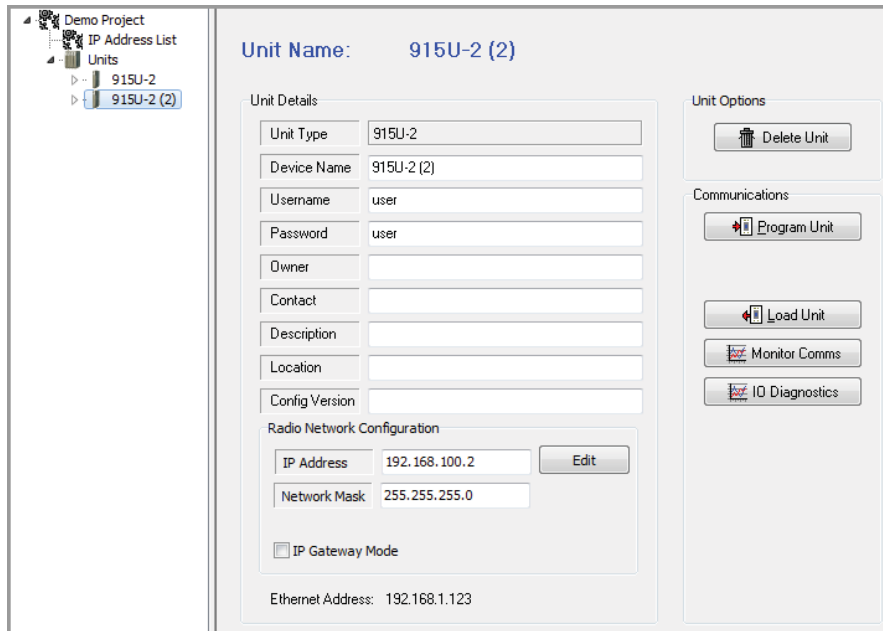 Demo Project
IP Address List
Units
915U-2
915U-2 (2)
Unit Name: 915U-2 (2)
Unit Details
Unit Type 915U-2
Device Name 915U-2 (2)
Username user
Password user
Owner
Contact
Description
Location
Config Version
Radio Network Configuration
IP Address 192.168.100.2 Edit
Network Mask 255.255.255.0
IP Gateway Mode
Ethernet Address: 192.168.1.123
Unit Options
Delete Unit
Communications
Program Unit
Load Unit
Monitor Comms
IO Diagnostics